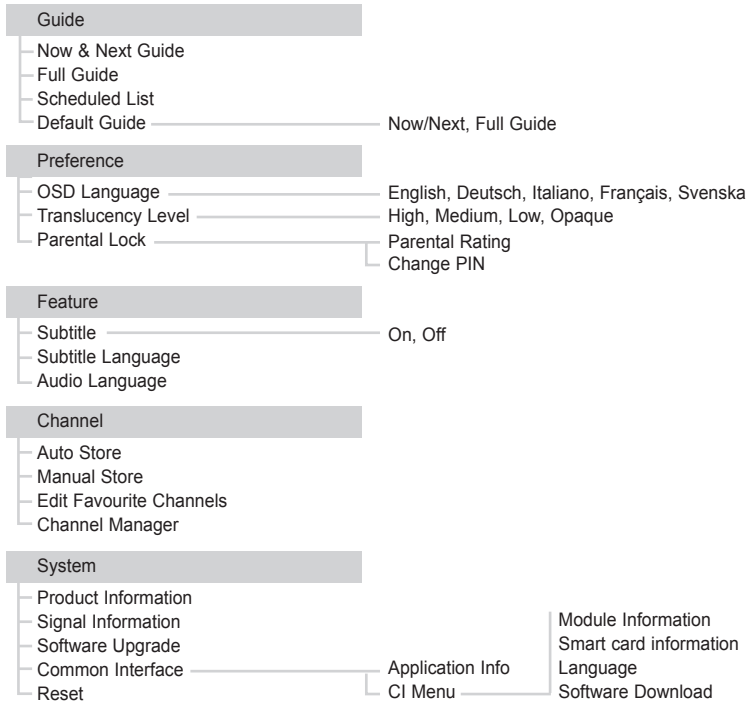 Guide
Now & Next Guide
Full Guide
Scheduled List
Default Guide
Now/Next, Full Guide
Preference
OSD Language
English, Deutsch, Italiano, Français, Svenska
Translucency Level
High, Medium, Low, Opaque
Parental Lock
Parental Rating
Change PIN
Feature
Subtitle
On, Off
Subtitle Language
Audio Language
Channel
Auto Store
Manual Store
Edit Favourite Channels
Channel Manager
System
Product Information
Signal Information
Software Upgrade
Common Interface
Reset
Application Info
CI Menu
Module Information
Smart card information
Language
Software Download